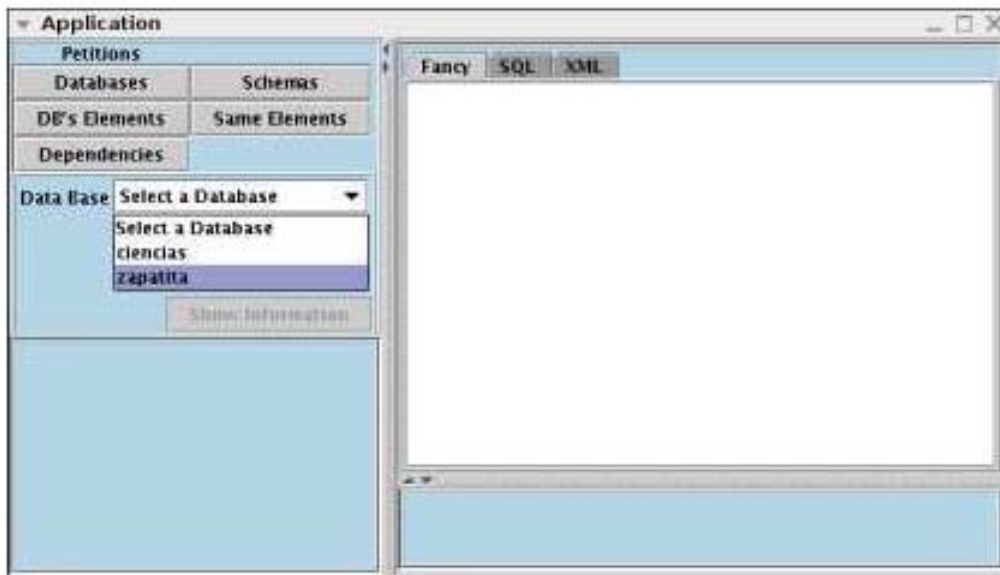 Application
Petitions
Databases Schemas
DB's Elements Same Elements
Dependencies
Data Base Select a Database
Select a Database
ciencias
zapatita
Show Information
Fancy SQL XML